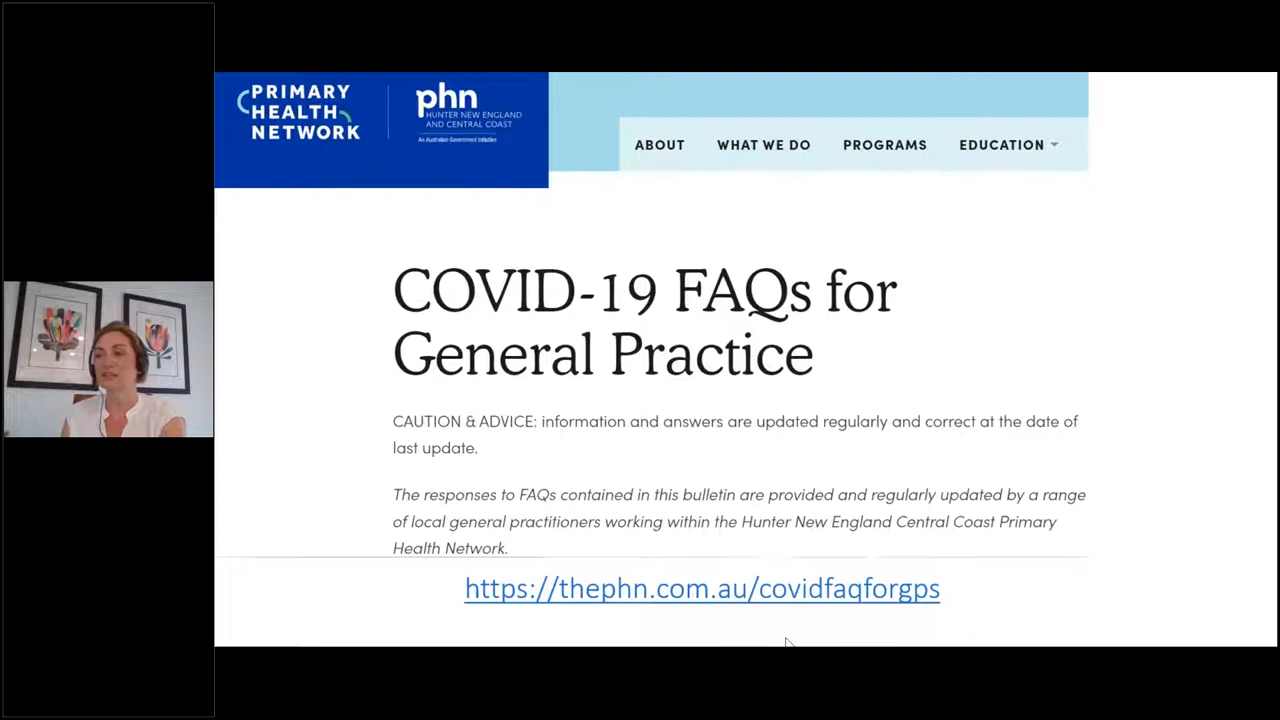 PRIMARY
HEALTH
NETWORK
phn
HUNTER NEW ENGLAND
AND CENTRAL COAST
An Australian Government Initiative
ABOUT WHAT WE DO PROGRAMS EDUCATION
COVID-19 FAQs for
General Practice
CAUTION & ADVICE: information and answers are updated regularly and correct at the date of
last update.
The responses to FAQs contained in this bulletin are provided and regularly updated by a range
of local general practitioners working within the Hunter New England Central Coast Primary
Health Network.
https://thephn.com.au/covidfaqforgps